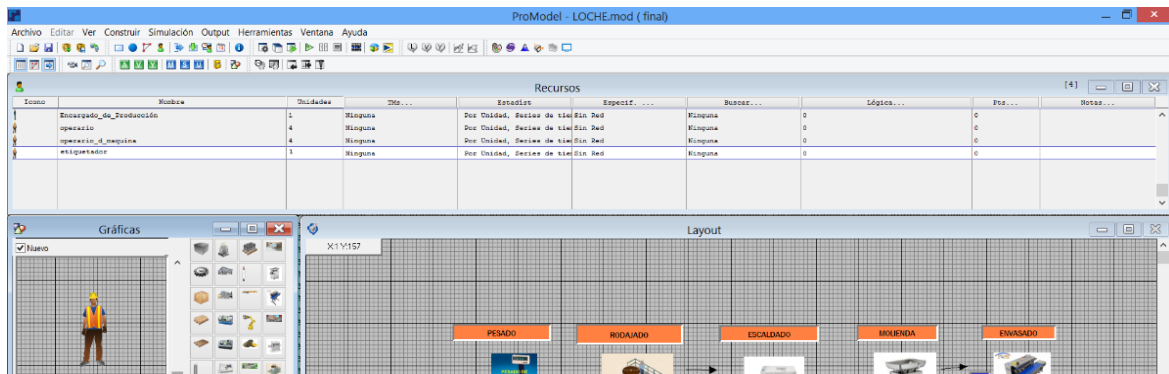 ProModel - LOCHE.mod ( final)
Archivo Editar Ver Construir Simulación Output Herramientas Ventana Ayuda
Recursos [4]
Icono Nombre Unidades TMs... Estadíst Específ. ... Buscar... Lógica... Pts... Notas...
Encargado_de_Producción 1 Ninguna Por Unidad, Series de tie Sin Red Ninguna 0 0
operario 4 Ninguna Por Unidad, Series de tie Sin Red Ninguna 0 0
operario_d_maquina 4 Ninguna Por Unidad, Series de tie Sin Red Ninguna 0 0
etiquetador 1 Ninguna Por Unidad, Series de tie Sin Red Ninguna 0 0
Gráficas
Nuevo
Layout
X:1 Y:157
PESADO RODAJADO ESCALDADO MOLIENDA ENVASADO